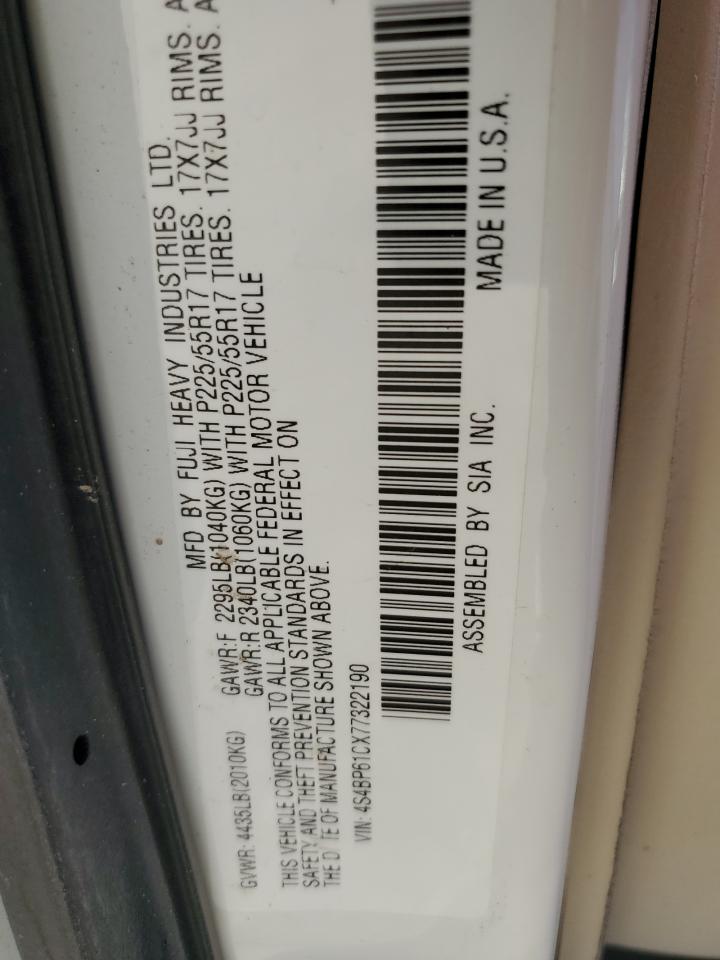 MFD BY FUJI HEAVY INDUSTRIES LTD.
GVWR: 4435LB(2010KG) GAWR:F 2295LB(1040KG) WITH P225/55R17 TIRES. 17X7JJ RIMS. A
GAWR:R 2340LB(1060KG) WITH P225/55R17 TIRES. 17X7JJ RIMS. A
THIS VEHICLE CONFORMS TO ALL APPLICABLE FEDERAL MOTOR VEHICLE
SAFETY AND THEFT PREVENTION STANDARDS IN EFFECT ON
THE D TE OF MANUFACTURE SHOWN ABOVE.
VIN: 4S4BP61CX77322190
ASSEMBLED BY SIA INC. MADE IN U.S.A.